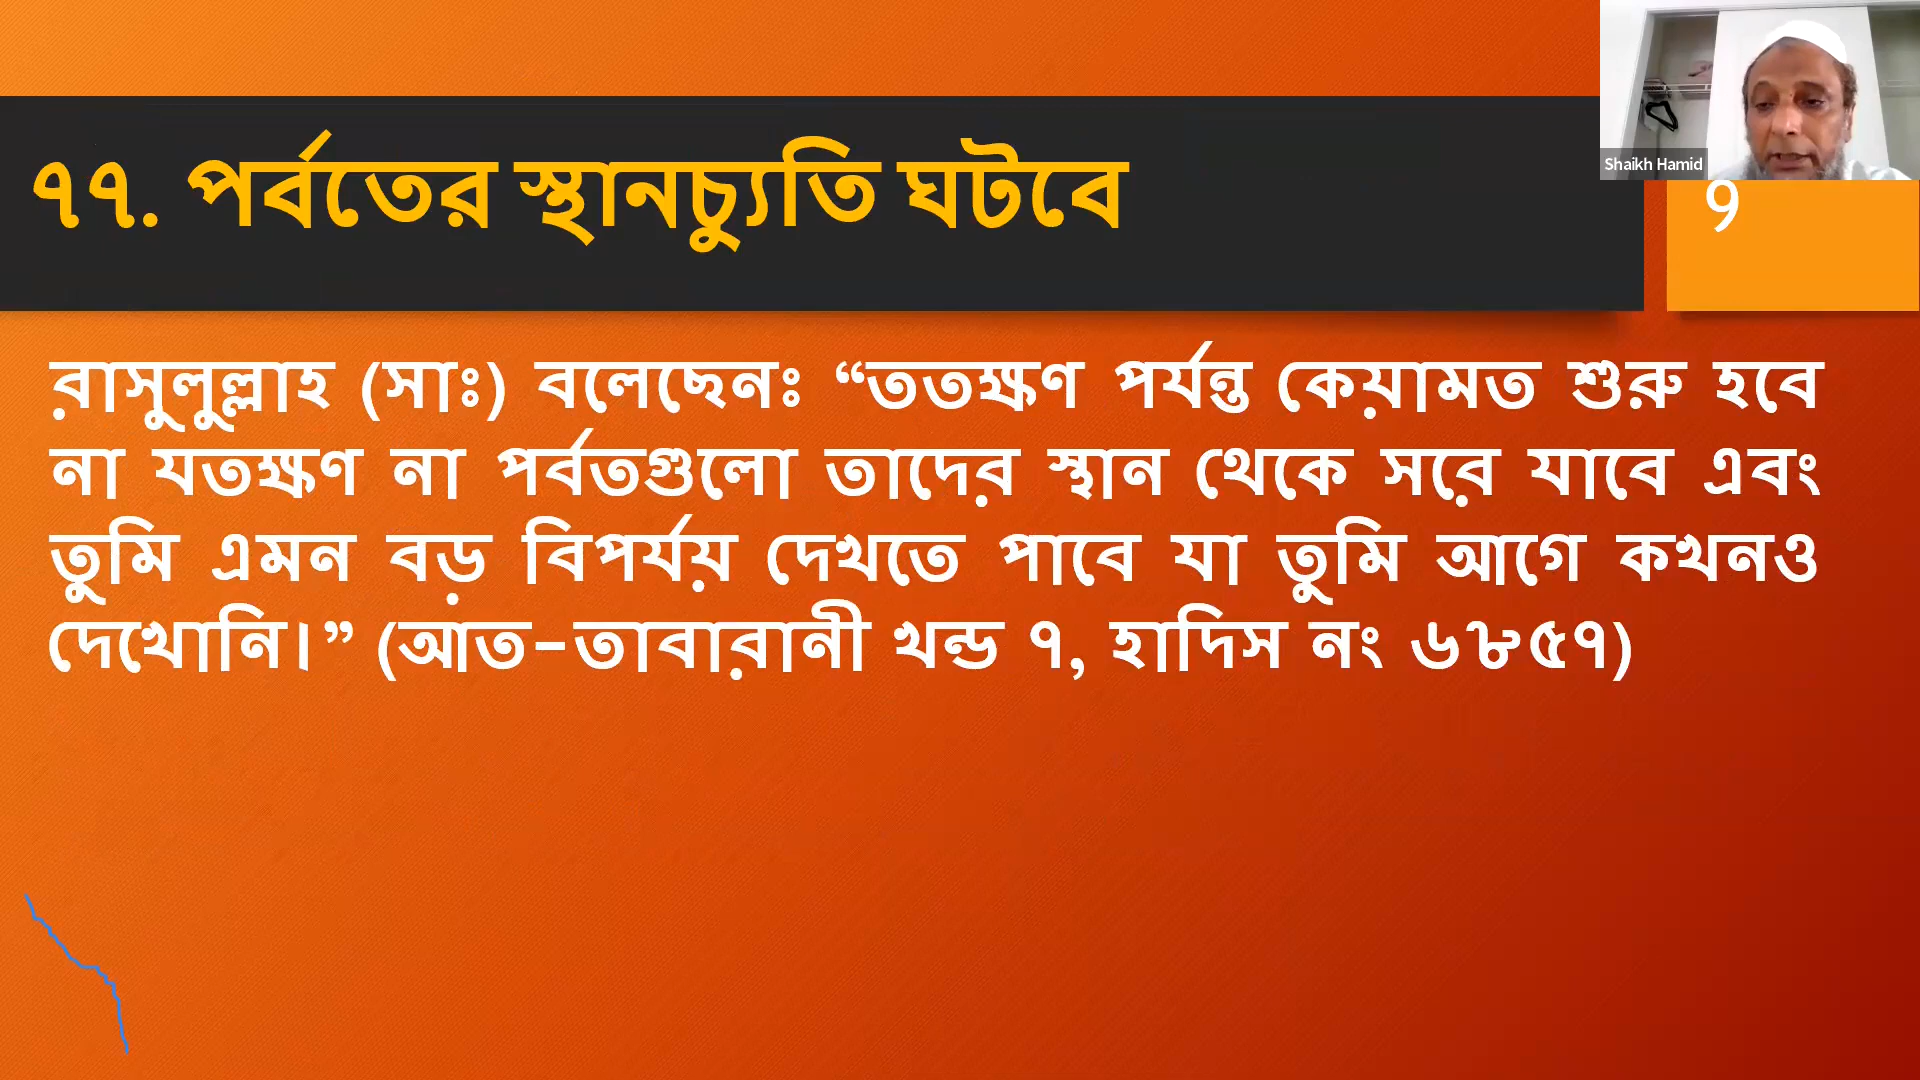 ৭৭. পর্বতের স্থানচ্যুতি ঘটবে
Shaikh Hamid
9
রাসুলুল্লাহ (সাঃ) বলেছেনঃ “ততক্ষণ পর্যন্ত কেয়ামত শুরু হবে
না যতক্ষণ না পর্বতগুলো তাদের স্থান থেকে সরে যাবে এবং
তুমি এমন বড় বিপর্যয় দেখতে পাবে যা তুমি আগে কখনও
দেখোনি।” (আত-তাবারানী খন্ড ৭, হাদিস নং ৬৮৫৭)